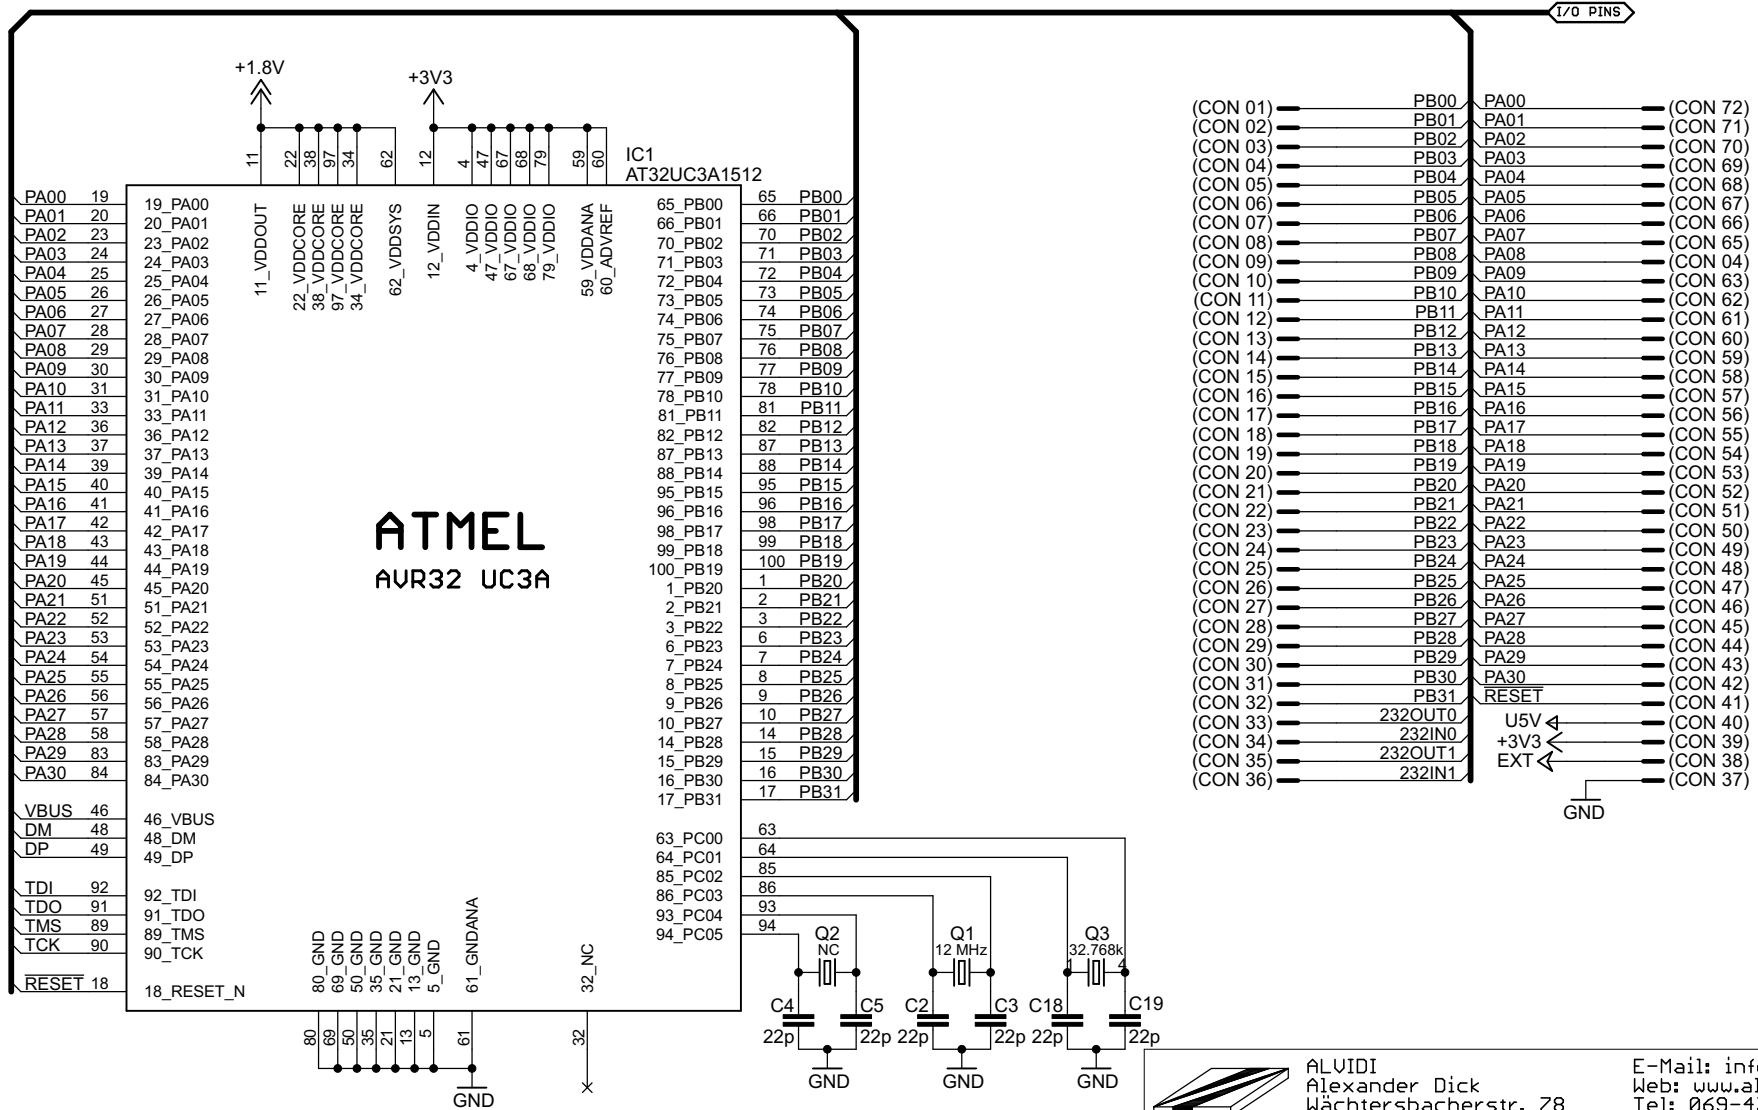 I/O PINS
+1.8V
+3V3
11 22 38 97 34 62 12 4 47 67 68 79 59 60
IC1
AT32UC3A1512
11_VDDOUT
22_VDDCORE
38_VDDCORE
97_VDDCORE
34_VDDCORE
62_VDDSYS
12_VDDIN
4_VDDIO
47_VDDIO
67_VDDIO
68_VDDIO
79_VDDIO
59_VDDANA
60_ADVREF
PA00 19 19_PA00
PA01 20 20_PA01
PA02 23 23_PA02
PA03 24 24_PA03
PA04 25 25_PA04
PA05 26 26_PA05
PA06 27 27_PA06
PA07 28 28_PA07
PA08 29 29_PA08
PA09 30 30_PA09
PA10 31 31_PA10
PA11 33 33_PA11
PA12 36 36_PA12
PA13 37 37_PA13
PA14 39 39_PA14
PA15 40 40_PA15
PA16 41 41_PA16
PA17 42 42_PA17
PA18 43 43_PA18
PA19 44 44_PA19
PA20 45 45_PA20
PA21 51 51_PA21
PA22 52 52_PA22
PA23 53 53_PA23
PA24 54 54_PA24
PA25 55 55_PA25
PA26 56 56_PA26
PA27 57 57_PA27
PA28 58 58_PA28
PA29 83 83_PA29
PA30 84 84_PA30
VBUS 46 46_VBUS
DM 48 48_DM
DP 49 49_DP
TDI 92 92_TDI
TDO 91 91_TDO
TMS 89 89_TMS
TCK 90 90_TCK
RESET 18 18_RESET_N
ATMEL
AVR32 UC3A
65_PB00 65 PB00
66_PB01 66 PB01
70_PB02 70 PB02
71_PB03 71 PB03
72_PB04 72 PB04
73_PB05 73 PB05
74_PB06 74 PB06
75_PB07 75 PB07
76_PB08 76 PB08
77_PB09 77 PB09
78_PB10 78 PB10
81_PB11 81 PB11
82_PB12 82 PB12
87_PB13 87 PB13
88_PB14 88 PB14
95_PB15 95 PB15
96_PB16 96 PB16
98_PB17 98 PB17
99_PB18 99 PB18
100_PB19 100 PB19
1_PB20 1 PB20
2_PB21 2 PB21
3_PB22 3 PB22
6_PB23 6 PB23
7_PB24 7 PB24
8_PB25 8 PB25
9_PB26 9 PB26
10_PB27 10 PB27
14_PB28 14 PB28
15_PB29 15 PB29
16_PB30 16 PB30
17_PB31 17 PB31
63_PC00 63
64_PC01 64
85_PC02 85
86_PC03 86
93_PC04 93
94_PC05 94
80_GND
69_GND
50_GND
35_GND
21_GND
13_GND
5_GND
61_GNDANA
32_NC
80 69 50 35 21 13 5 61 32
GND
Q2
NC
C4
22p
C5
22p
GND
Q1
12 MHz
C2
22p
C3
22p
GND
Q3
32.768k
1 4
C18
22p
C19
22p
GND
(CON 01) PB00 PA00 (CON 72)
(CON 02) PB01 PA01 (CON 71)
(CON 03) PB02 PA02 (CON 70)
(CON 04) PB03 PA03 (CON 69)
(CON 05) PB04 PA04 (CON 68)
(CON 06) PB05 PA05 (CON 67)
(CON 07) PB06 PA06 (CON 66)
(CON 08) PB07 PA07 (CON 65)
(CON 09) PB08 PA08 (CON 04)
(CON 10) PB09 PA09 (CON 63)
(CON 11) PB10 PA10 (CON 62)
(CON 12) PB11 PA11 (CON 61)
(CON 13) PB12 PA12 (CON 60)
(CON 14) PB13 PA13 (CON 59)
(CON 15) PB14 PA14 (CON 58)
(CON 16) PB15 PA15 (CON 57)
(CON 17) PB16 PA16 (CON 56)
(CON 18) PB17 PA17 (CON 55)
(CON 19) PB18 PA18 (CON 54)
(CON 20) PB19 PA19 (CON 53)
(CON 21) PB20 PA20 (CON 52)
(CON 22) PB21 PA21 (CON 51)
(CON 23) PB22 PA22 (CON 50)
(CON 24) PB23 PA23 (CON 49)
(CON 25) PB24 PA24 (CON 48)
(CON 26) PB25 PA25 (CON 47)
(CON 27) PB26 PA26 (CON 46)
(CON 28) PB27 PA27 (CON 45)
(CON 29) PB28 PA28 (CON 44)
(CON 30) PB29 PA29 (CON 43)
(CON 31) PB30 PA30 (CON 42)
(CON 32) PB31 RESET (CON 41)
(CON 33) 232OUT0 U5V (CON 40)
(CON 34) 232IN0 +3V3 (CON 39)
(CON 35) 232OUT1 EXT (CON 38)
(CON 36) 232IN1 (CON 37)
GND
ALVIDI
Alexander Dick
Wächtersbacherstr. 78
E-Mail:
Web:
Tel: